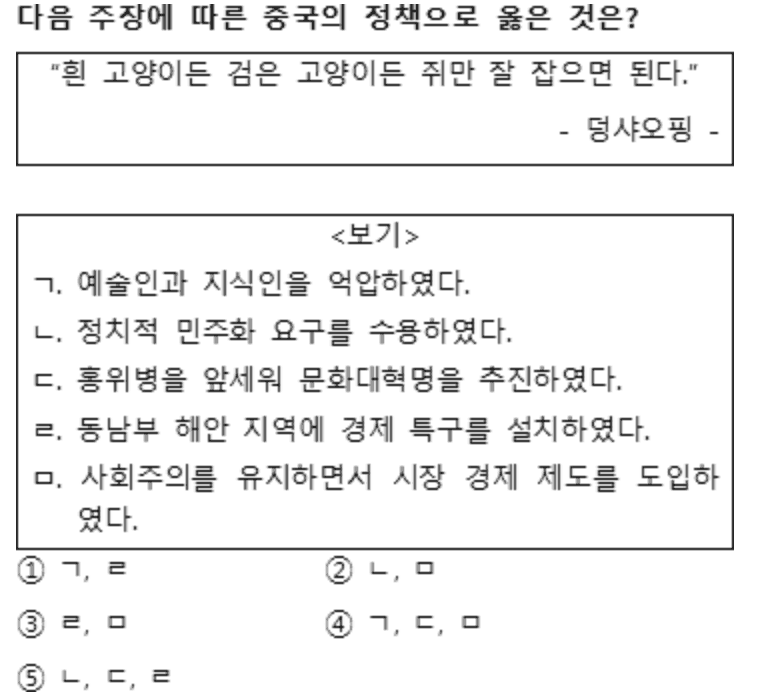 다음 주장에 따른 중국의 정책으로 옳은 것은?
“흰 고양이든 검은 고양이든 쥐만 잘 잡으면 된다.”
- 덩샤오핑 -
<보기>
ㄱ. 예술인과 지식인을 억압하였다.
ㄴ. 정치적 민주화 요구를 수용하였다.
ㄷ. 홍위병을 앞세워 문화대혁명을 추진하였다.
ㄹ. 동남부 해안 지역에 경제 특구를 설치하였다.
ㅁ. 사회주의를 유지하면서 시장 경제 제도를 도입하
였다.
① ㄱ, ㄹ ② ㄴ, ㅁ
③ ㄹ, ㅁ ④ ㄱ, ㄷ, ㅁ
⑤ ㄴ, ㄷ, ㄹ